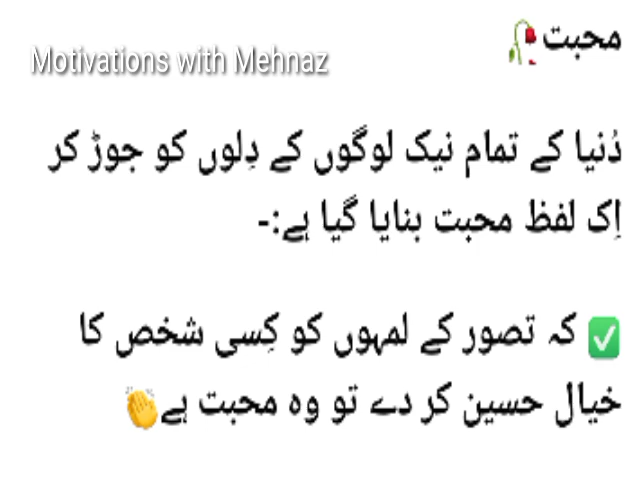 محبت🥀
Motivations with Mehnaz
دُنیا کے تمام نیک لوگوں کے دِلوں کو جوڑ کر
اِک لفظ محبت بنایا گیا ہے:-
✅ کہ تصور کے لمہوں کو کِسی شخص کا
خیال حسین کر دے تو وہ محبت ہے👏